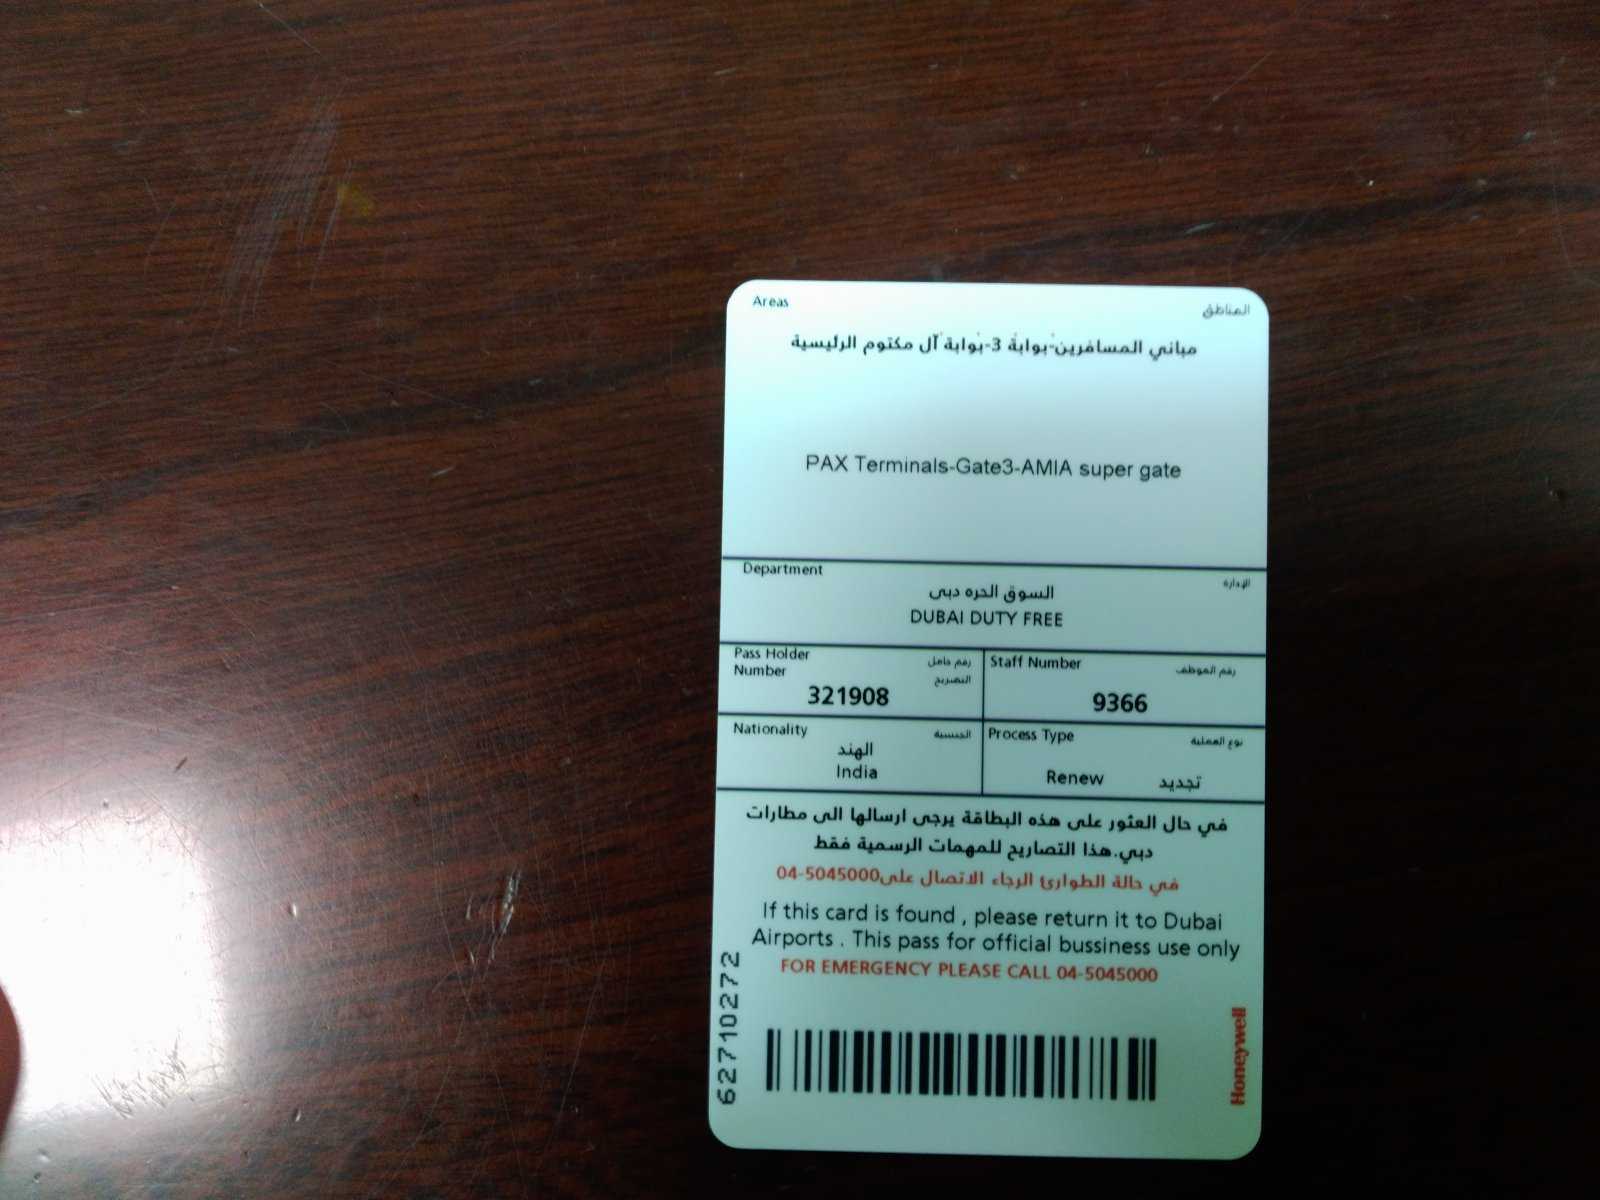 Areas المناطق
مباني المسافرين-بوابة 3-بوابة آل مكتوم الرئيسية
PAX Terminals-Gate3-AMIA super gate
Department الإدارة
السوق الحره دبى
DUBAI DUTY FREE
Pass Holder رقم حامل
Number التصريح
321908
Staff Number رقم الموظف
9366
Nationality الجنسية
الهند
India
Process Type نوع العملية
Renew تجديد
في حال العثور على هذه البطاقة يرجى ارسالها الى مطارات
دبي.هذا التصاريح للمهمات الرسمية فقط
في حالة الطوارئ الرجاء الاتصال على04-5045000
If this card is found , please return it to Dubai
Airports . This pass for official bussiness use only
FOR EMERGENCY PLEASE CALL 04-5045000
62710272
Honeywell